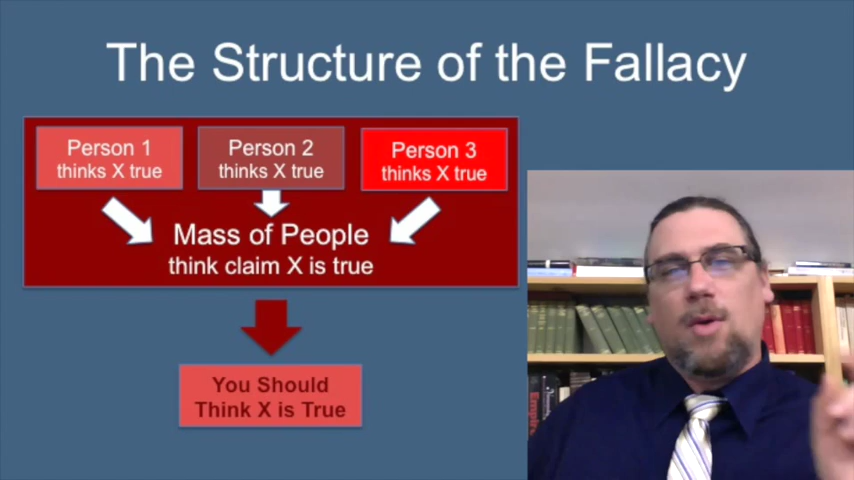 The Structure of the Fallacy
Person 1
thinks X true
Person 2
thinks X true
Person 3
thinks X true
Mass of People
think claim X is true
You Should
Think X is True
Empire